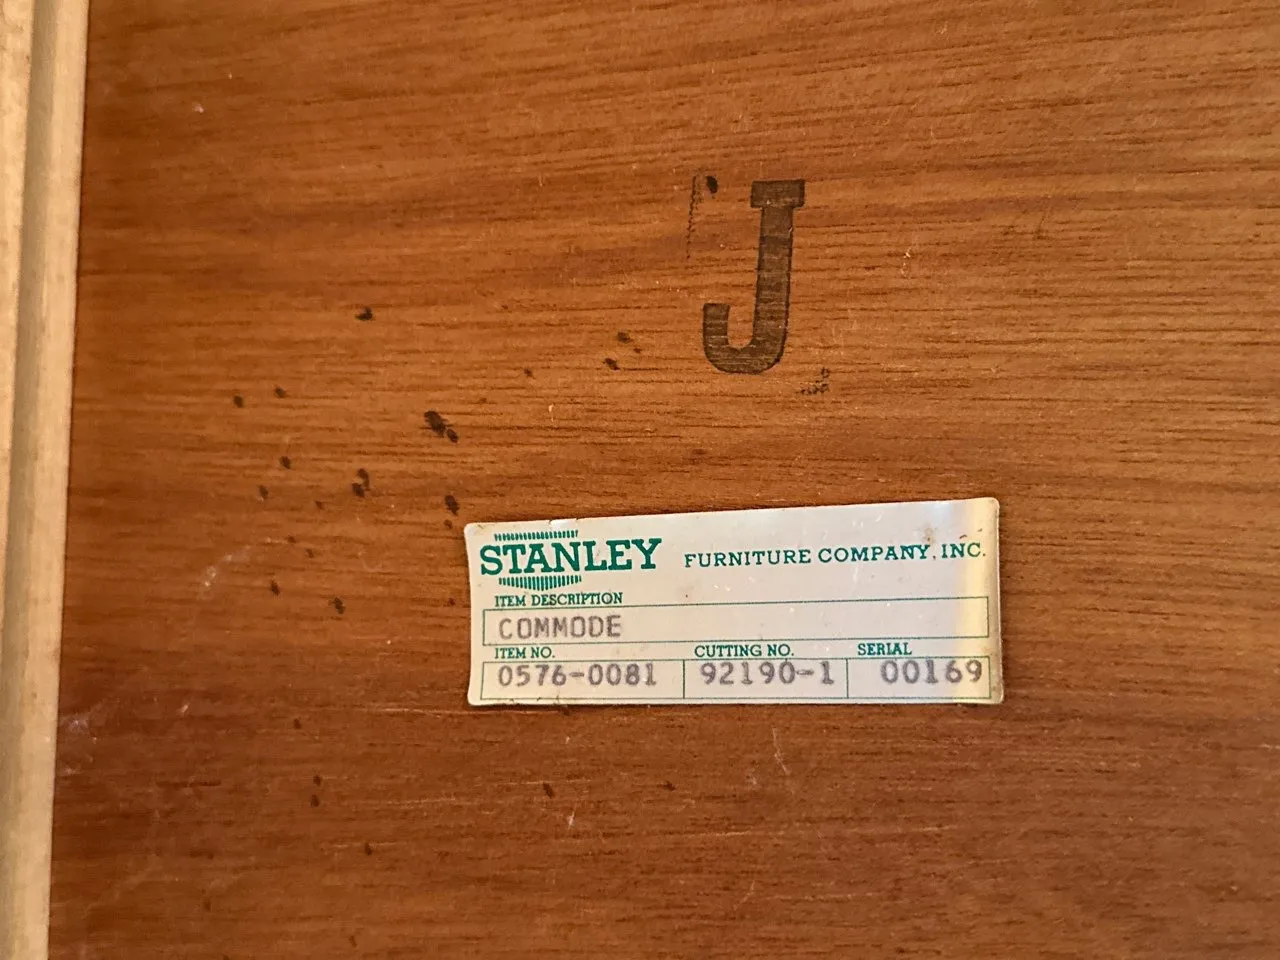 J
STANLEY FURNITURE COMPANY, INC.
ITEM DESCRIPTION
COMMODE
ITEM NO. CUTTING NO. SERIAL
0576-0081 92190-1 00169